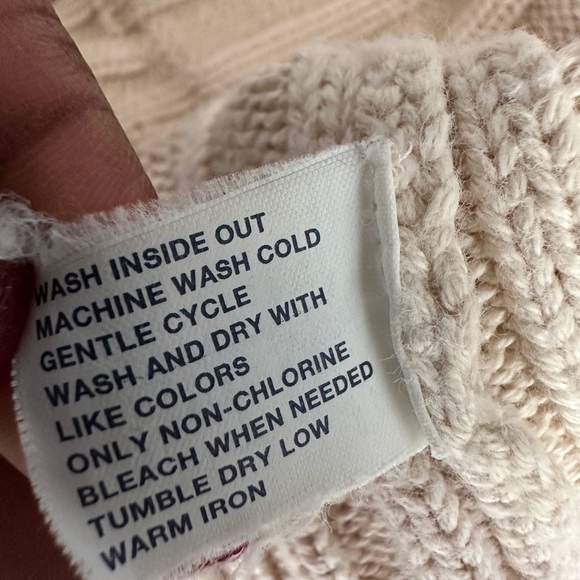 WASH INSIDE OUT
MACHINE WASH COLD
GENTLE CYCLE
WASH AND DRY WITH
LIKE COLORS
ONLY NON-CHLORINE
BLEACH WHEN NEEDED
TUMBLE DRY LOW
WARM IRON